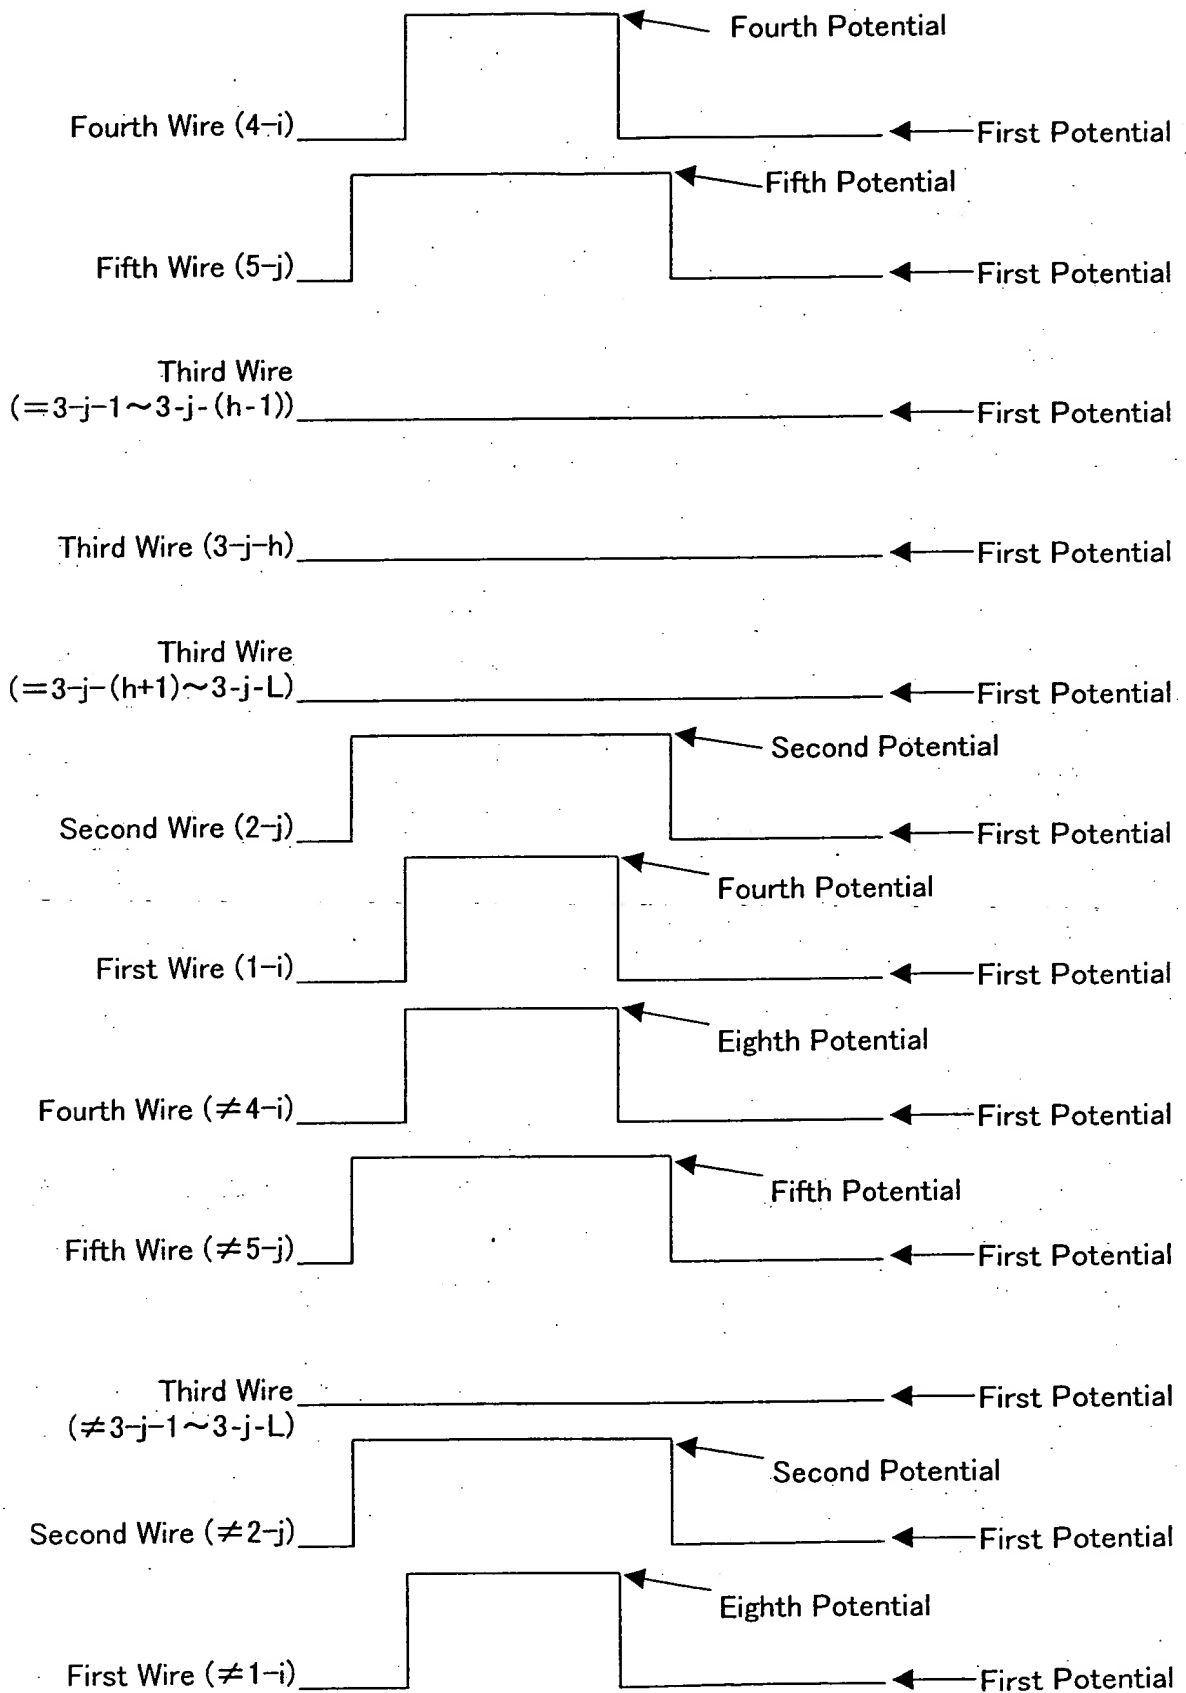 Fourth Potential
Fourth Wire (4-i)
First Potential
Fifth Potential
Fifth Wire (5-j)
First Potential
Third Wire
(=3-j-1~3-j-(h-1))
First Potential
Third Wire (3-j-h)
First Potential
Third Wire
(=3-j-(h+1)~3-j-L)
First Potential
Second Potential
Second Wire (2-j)
First Potential
Fourth Potential
First Wire (1-i)
First Potential
Eighth Potential
Fourth Wire (≠4-i)
First Potential
Fifth Potential
Fifth Wire (≠5-j)
First Potential
Third Wire
(≠3-j-1~3-j-L)
First Potential
Second Potential
Second Wire (≠2-j)
First Potential
Eighth Potential
First Wire (≠1-i)
First Potential